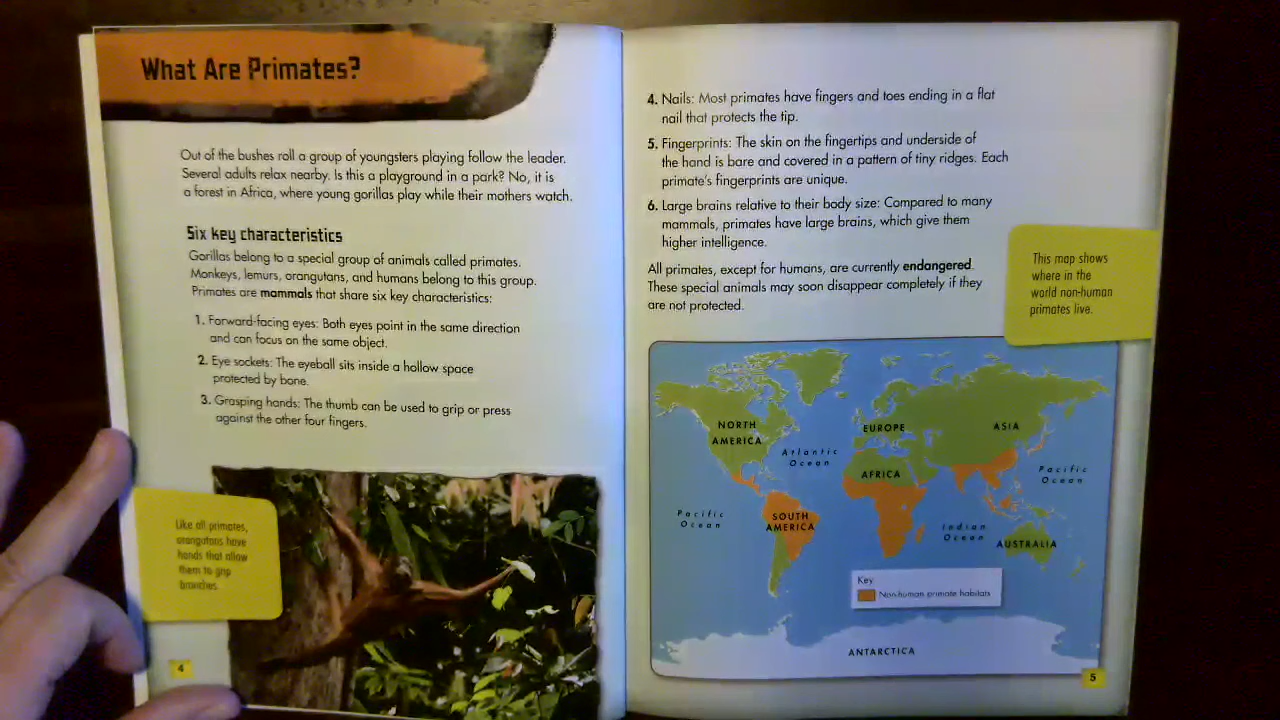 What Are Primates?
Out of the bushes roll a group of youngsters playing follow the leader.
Several adults relax nearby. Is this a playground in a park? No, it is
a forest in Africa, where young gorillas play while their mothers watch.
Six key characteristics
Gorillas belong to a special group of animals called primates.
Monkeys, lemurs, orangutans, and humans belong to this group.
Primates are mammals that share six key characteristics:
1. Forward-facing eyes: Both eyes point in the same direction
and can focus on the same object.
2. Eye sockets: The eyeball sits inside a hollow space
protected by bone.
3. Grasping hands: The thumb can be used to grip or press
against the other four fingers.
Like all primates,
orangutans have
hands that allow
them to grip
branches.
4
4. Nails: Most primates have fingers and toes ending in a flat
nail that protects the tip.
5. Fingerprints: The skin on the fingertips and underside of
the hand is bare and covered in a pattern of tiny ridges. Each
primate's fingerprints are unique.
6. Large brains relative to their body size: Compared to many
mammals, primates have large brains, which give them
higher intelligence.
All primates, except for humans, are currently endangered.
These special animals may soon disappear completely if they
are not protected.
This map shows
where in the
world non-human
primates live.
NORTH
AMERICA
Atlantic
Ocean
EUROPE
ASIA
AFRICA
Pacific
Ocean
Pacific
Ocean
SOUTH
AMERICA
Indian
Ocean
AUSTRALIA
Key
Non-human primate habitats
ANTARCTICA
5